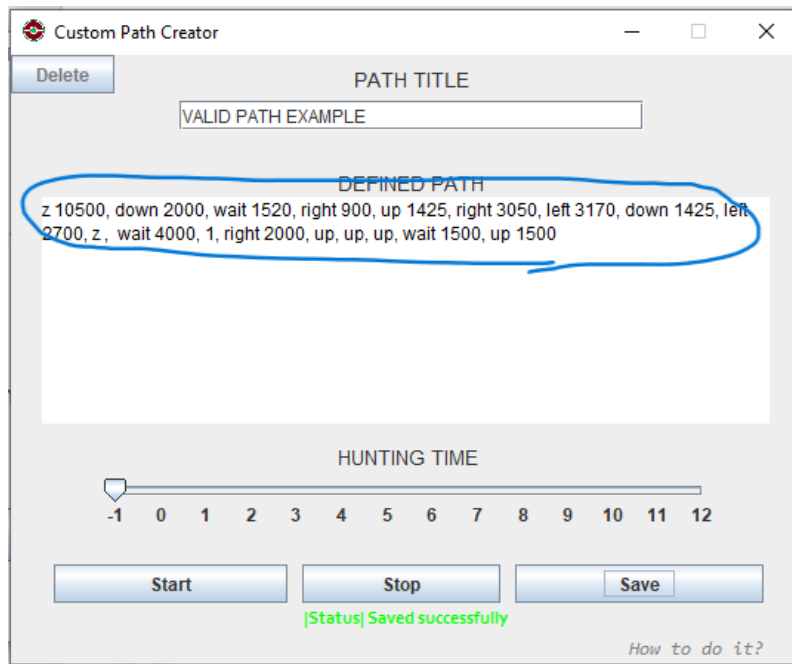 Custom Path Creator
Delete
PATH TITLE
VALID PATH EXAMPLE
DEFINED PATH
z 10500, down 2000, wait 1520, right 900, up 1425, right 3050, left 3170, down 1425, left
2700, z ,  wait 4000, 1, right 2000, up, up, up, wait 1500, up 1500
HUNTING TIME
-1 0 1 2 3 4 5 6 7 8 9 10 11 12
Start Stop Save
|Status| Saved successfully
How to do it?